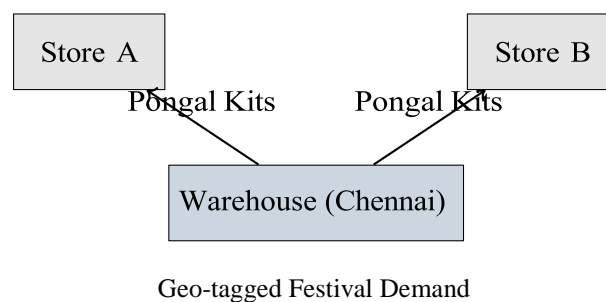 Store A
Store B
Pongal Kits
Pongal Kits
Warehouse (Chennai)
Geo-tagged Festival Demand